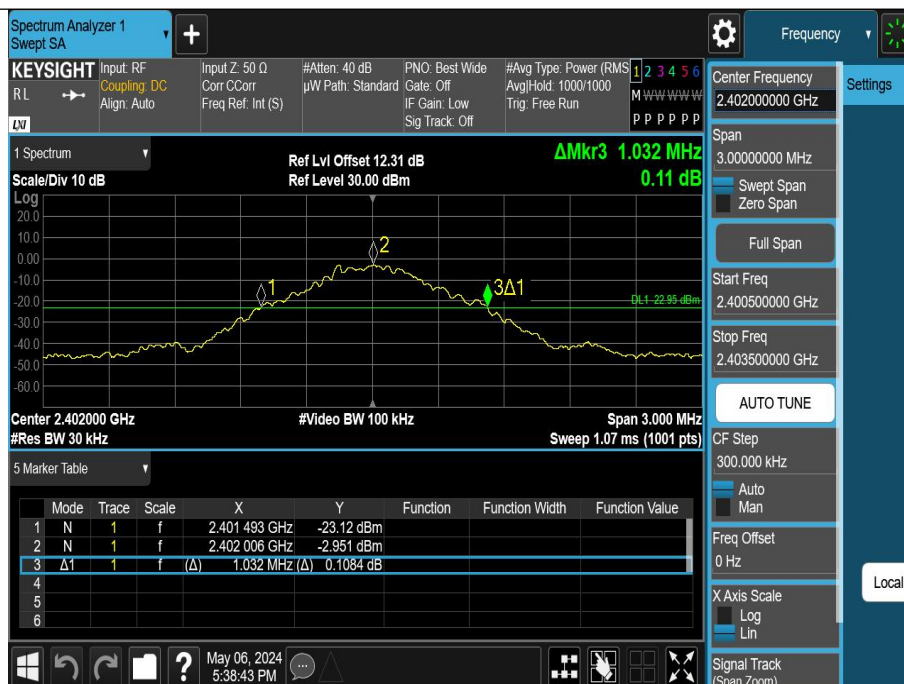 Spectrum Analyzer 1
Swept SA
+
Frequency
KEYSIGHT
RL
LXI
Input: RF
Coupling: DC
Align: Auto
Input Z: 50 Ω
Corr CCorr
Freq Ref: Int (S)
#Atten: 40 dB
µW Path: Standard
PNO: Best Wide
Gate: Off
IF Gain: Low
Sig Track: Off
#Avg Type: Power (RMS
Avg|Hold: 1000/1000
Trig: Free Run
1 2 3 4 5 6
M W W W W W
P P P P P P
1 Spectrum
Scale/Div 10 dB
Ref Lvl Offset 12.31 dB
Ref Level 30.00 dBm
ΔMkr3 1.032 MHz
0.11 dB
Log
20.0
10.0
0.00
-10.0
-20.0
-30.0
-40.0
-50.0
-60.0
1
2
3Δ1
DL1 -22.95 dBm
Center 2.402000 GHz
#Res BW 30 kHz
#Video BW 100 kHz
Span 3.000 MHz
Sweep 1.07 ms (1001 pts)
5 Marker Table
Mode Trace Scale X Y Function Function Width Function Value
1 N 1 f 2.401 493 GHz -23.12 dBm
2 N 1 f 2.402 006 GHz -2.951 dBm
3 Δ1 1 f (Δ) 1.032 MHz (Δ) 0.1084 dB
4
5
6
?
May 06, 2024
5:38:43 PM
Center Frequency
2.402000000 GHz
Span
3.00000000 MHz
Swept Span
Zero Span
Full Span
Start Freq
2.400500000 GHz
Stop Freq
2.403500000 GHz
AUTO TUNE
CF Step
300.000 kHz
Auto
Man
Freq Offset
0 Hz
X Axis Scale
Log
Lin
Signal Track
(Span Zoom)
Settings
Local